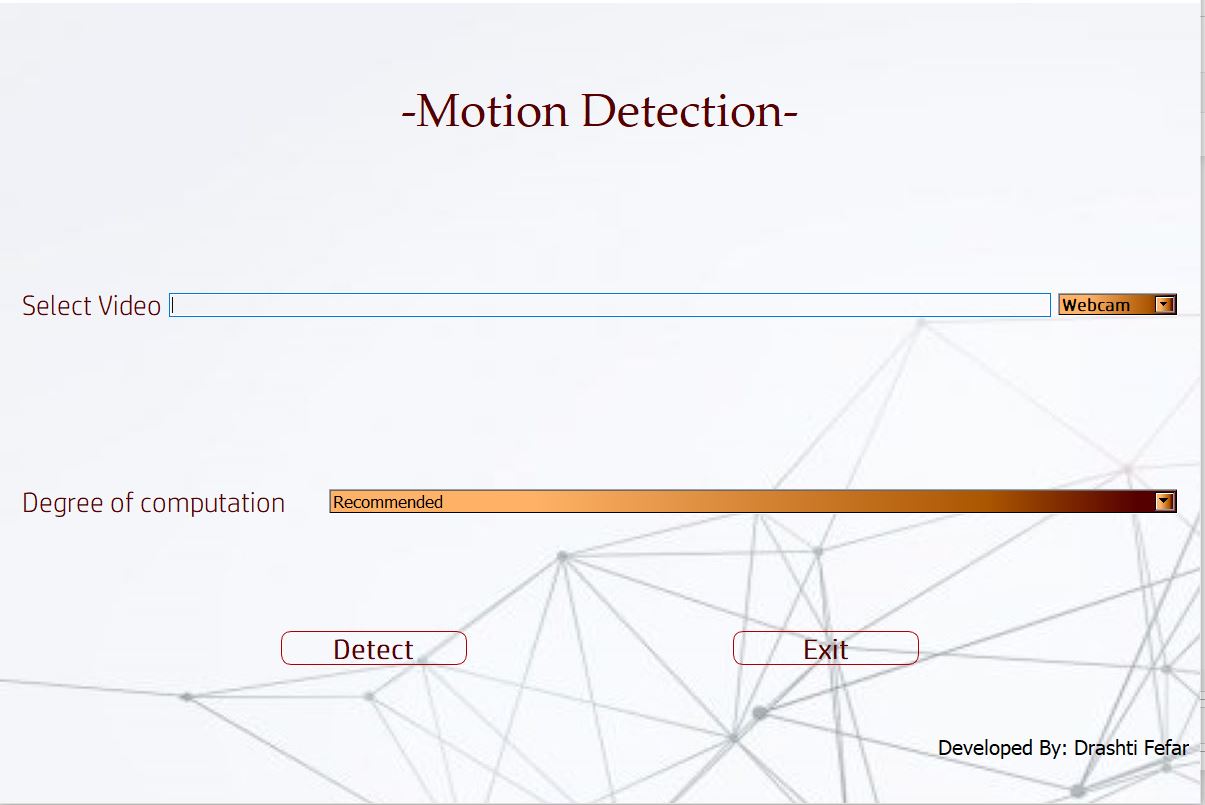 -Motion Detection-
Select Video
Webcam
Degree of computation
Recommended
Detect
Exit
Developed By: Drashti Fefar